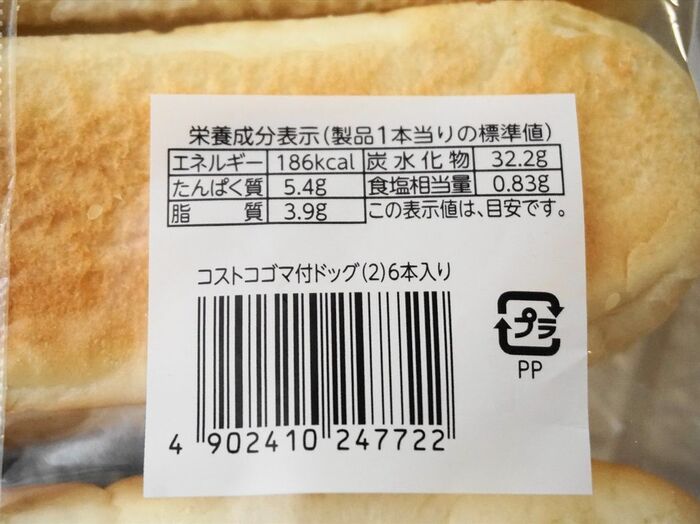 栄養成分表示(製品1本当りの標準値)
エネルギー 186kcal 炭水化物 32.2g
たんぱく質 5.4g 食塩相当量 0.83g
脂質 3.9g この表示値は、目安です。
コストコゴマ付ドッグ(2)6本入り
プラ
PP
4 902410 247722